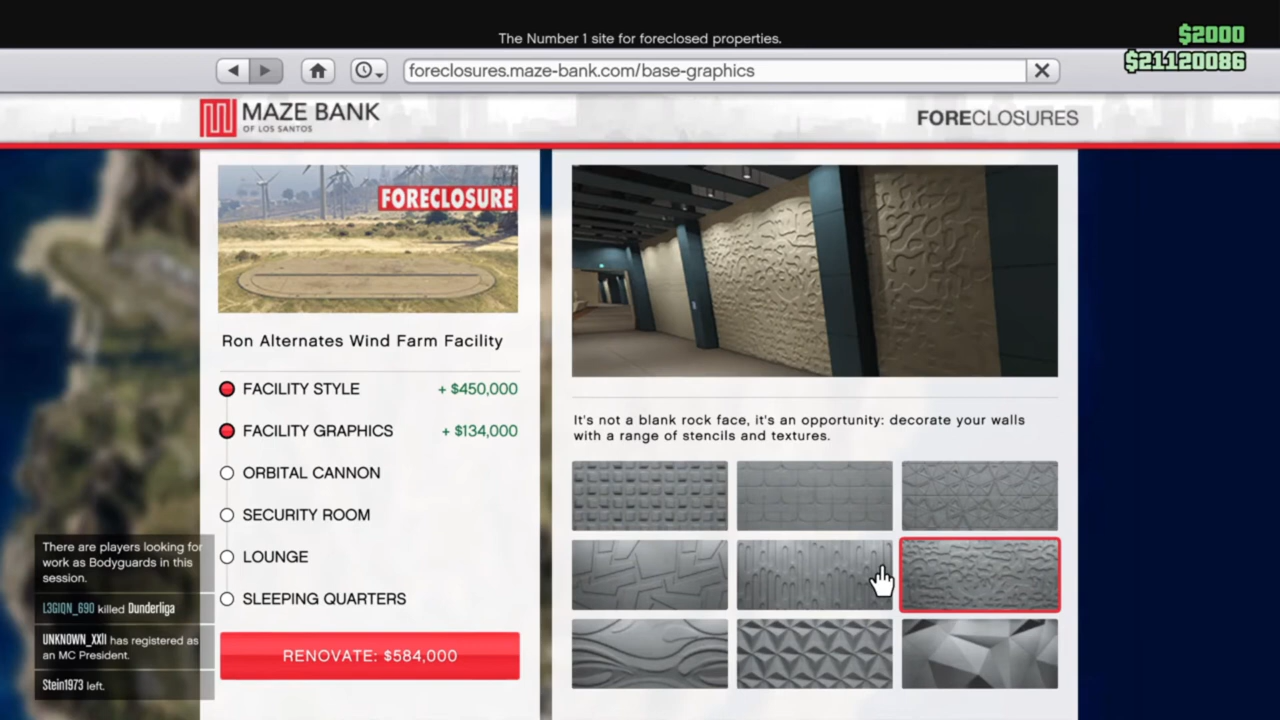 The Number 1 site for foreclosed properties.
$2000
$21120086
foreclosures.maze-bank.com/base-graphics
MAZE BANK
OF LOS SANTOS
FORECLOSURES
FORECLOSURE
Ron Alternates Wind Farm Facility
FACILITY STYLE + $450,000
FACILITY GRAPHICS + $134,000
ORBITAL CANNON
SECURITY ROOM
LOUNGE
SLEEPING QUARTERS
RENOVATE: $584,000
It's not a blank rock face, it's an opportunity: decorate your walls
with a range of stencils and textures.
There are players looking for
work as Bodyguards in this
session.
L3GIQN_690 killed Dunderliga
UNKNOWN_XXII has registered as
an MC President.
Stein1973 left.